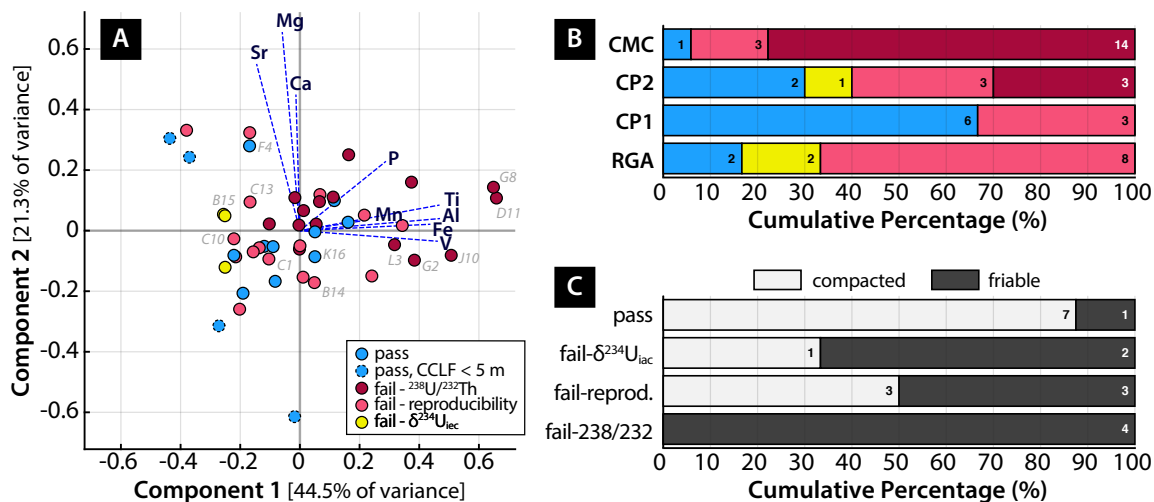 A
Component 2 [21.3% of variance]
0.6
0.4
0.2
0
-0.2
-0.4
-0.6
Mg
Sr
Ca
P
Ti
Mn
Al
Fe
V
F4
C13
B15
C10
C1
K16
B14
L3
G2
J10
G8
D11
pass
pass, CCLF < 5 m
fail - ²³⁸U/²³²Th
fail - reproducibility
fail - δ²³⁴Uiec
-0.6 -0.4 -0.2 0 0.2 0.4 0.6
Component 1 [44.5% of variance]
B
CMC 1 3 14
CP2 2 1 3 3
CP1 6 3
RGA 2 2 8
0 10 20 30 40 50 60 70 80 90 100
Cumulative Percentage (%)
C
compacted friable
pass 7 1
fail-δ²³⁴Uiac 1 2
fail-reprod. 3 3
fail-238/232 4
0 10 20 30 40 50 60 70 80 90 100
Cumulative Percentage (%)